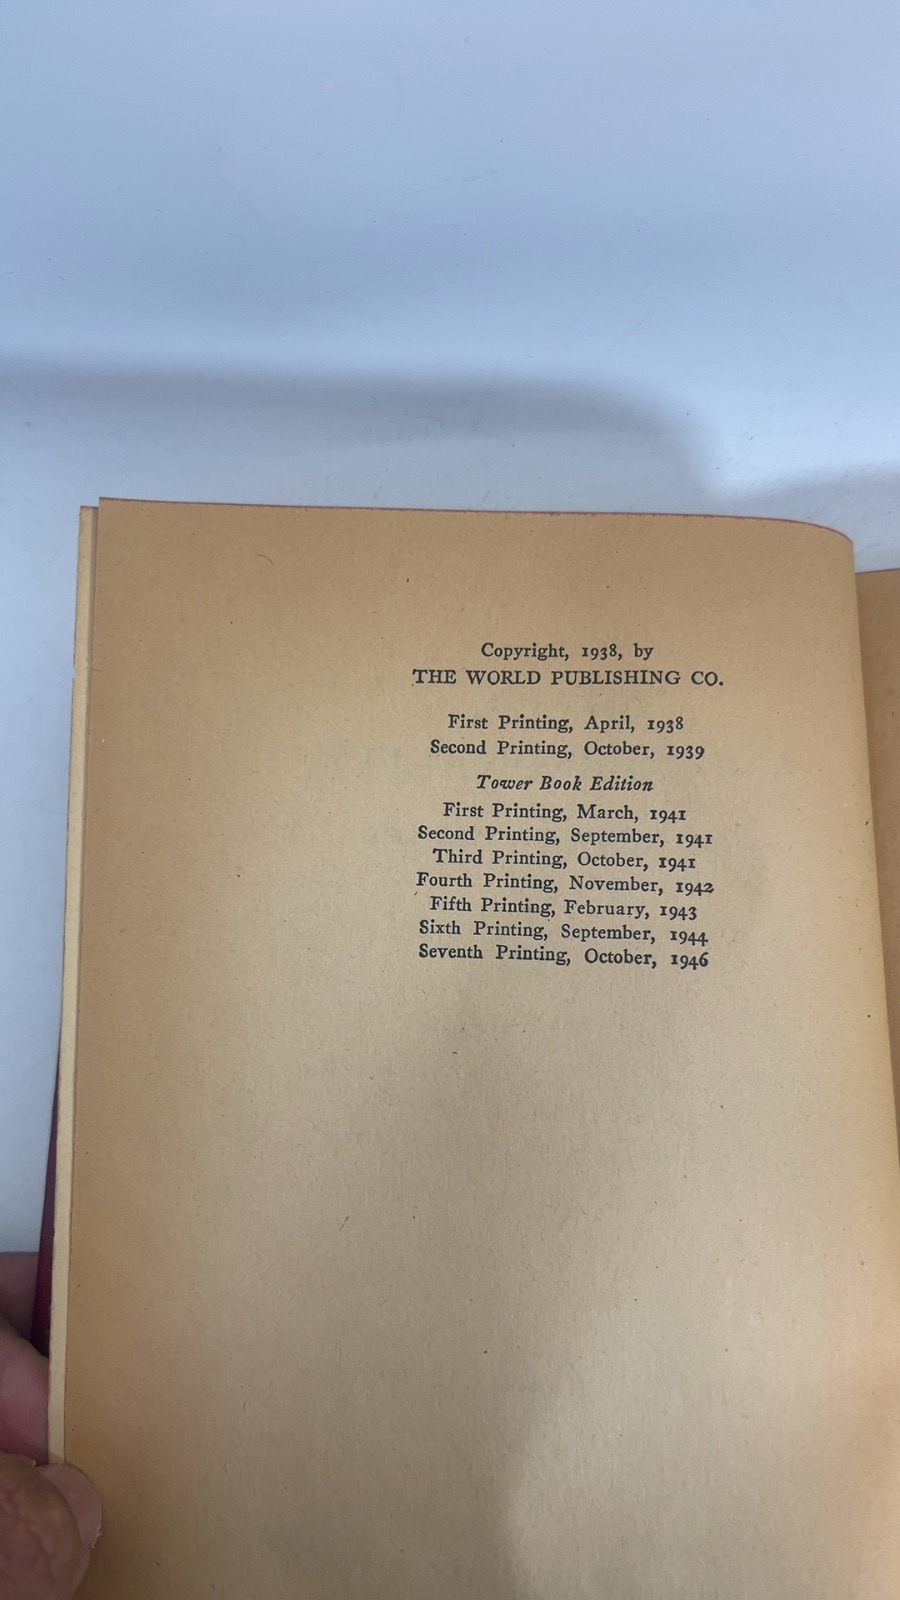 Copyright, 1938, by
THE WORLD PUBLISHING CO.
First Printing, April, 1938
Second Printing, October, 1939
Tower Book Edition
First Printing, March, 1941
Second Printing, September, 1941
Third Printing, October, 1941
Fourth Printing, November, 1942
Fifth Printing, February, 1943
Sixth Printing, September, 1944
Seventh Printing, October, 1946